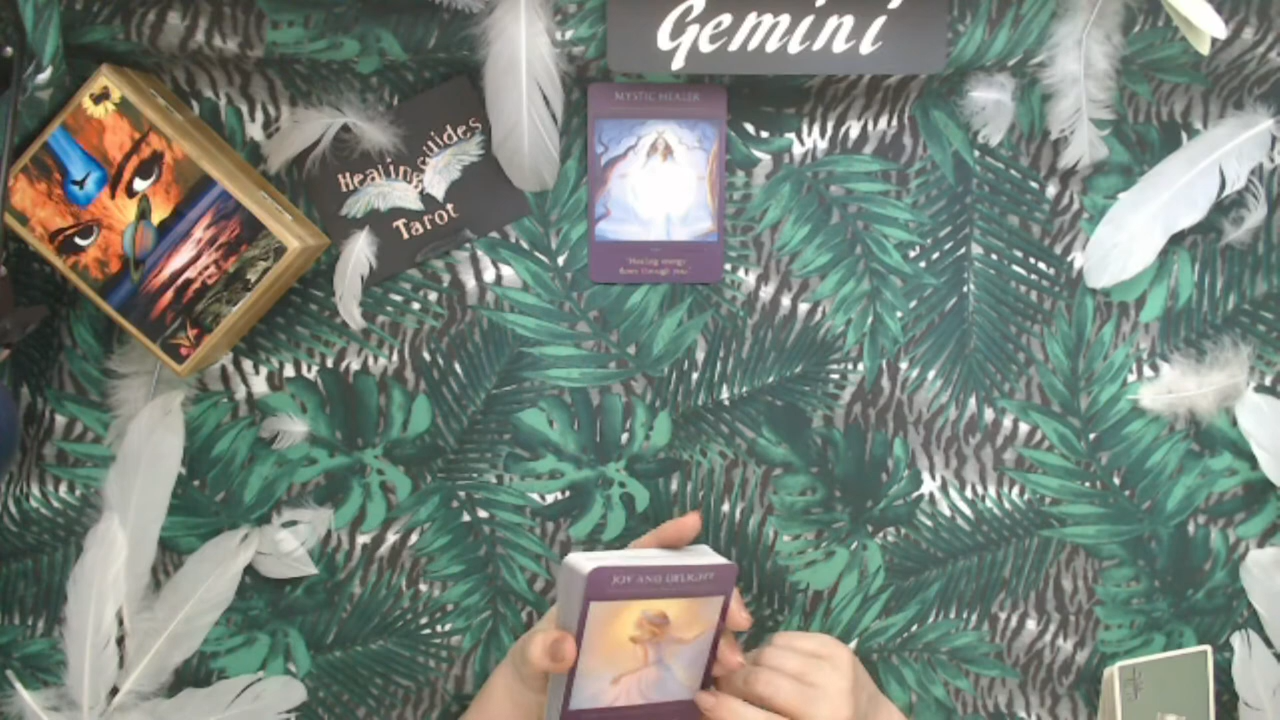 Gemini
MYSTIC HEALER
"Healing energy
flows through you."
Healing guides
Tarot
JOY AND DELIGHT